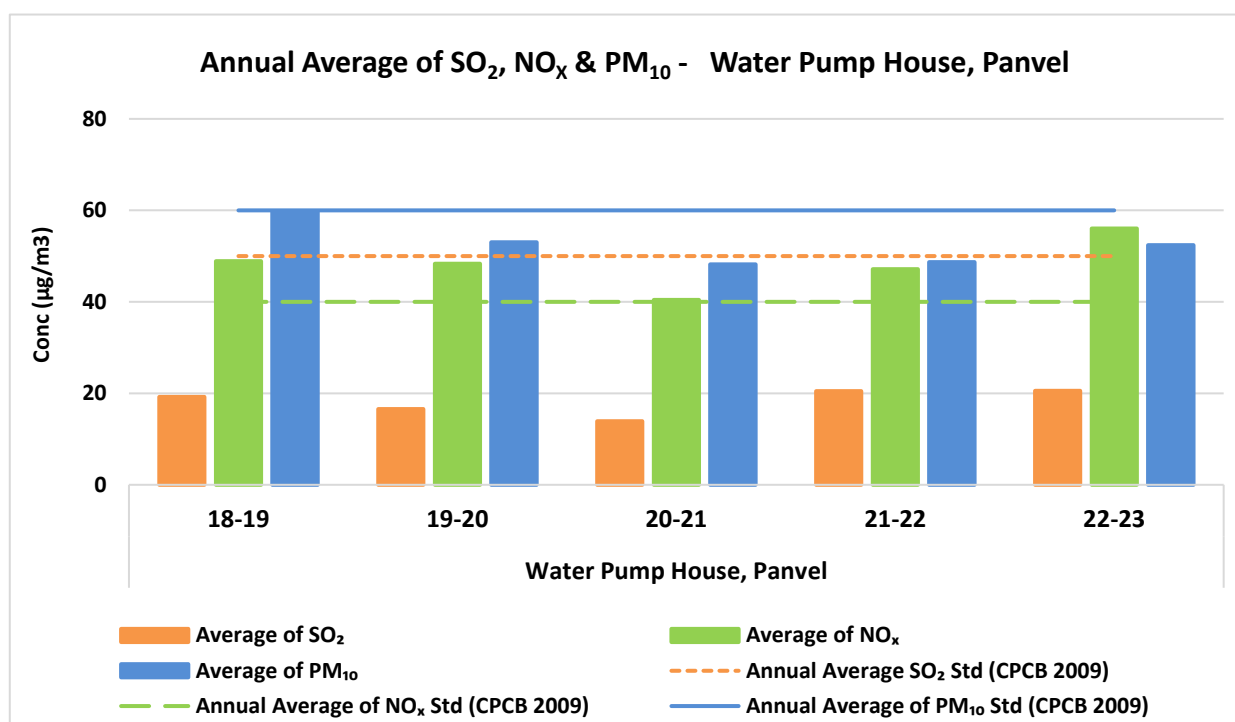 Annual Average of SO₂, NOₓ & PM₁₀ - Water Pump House, Panvel
80
60
40
20
0
Conc (µg/m3)
18-19 19-20 20-21 21-22 22-23
Water Pump House, Panvel
Average of SO₂ Average of NOₓ
Average of PM₁₀ Annual Average SO₂ Std (CPCB 2009)
Annual Average of NOₓ Std (CPCB 2009) Annual Average of PM₁₀ Std (CPCB 2009)